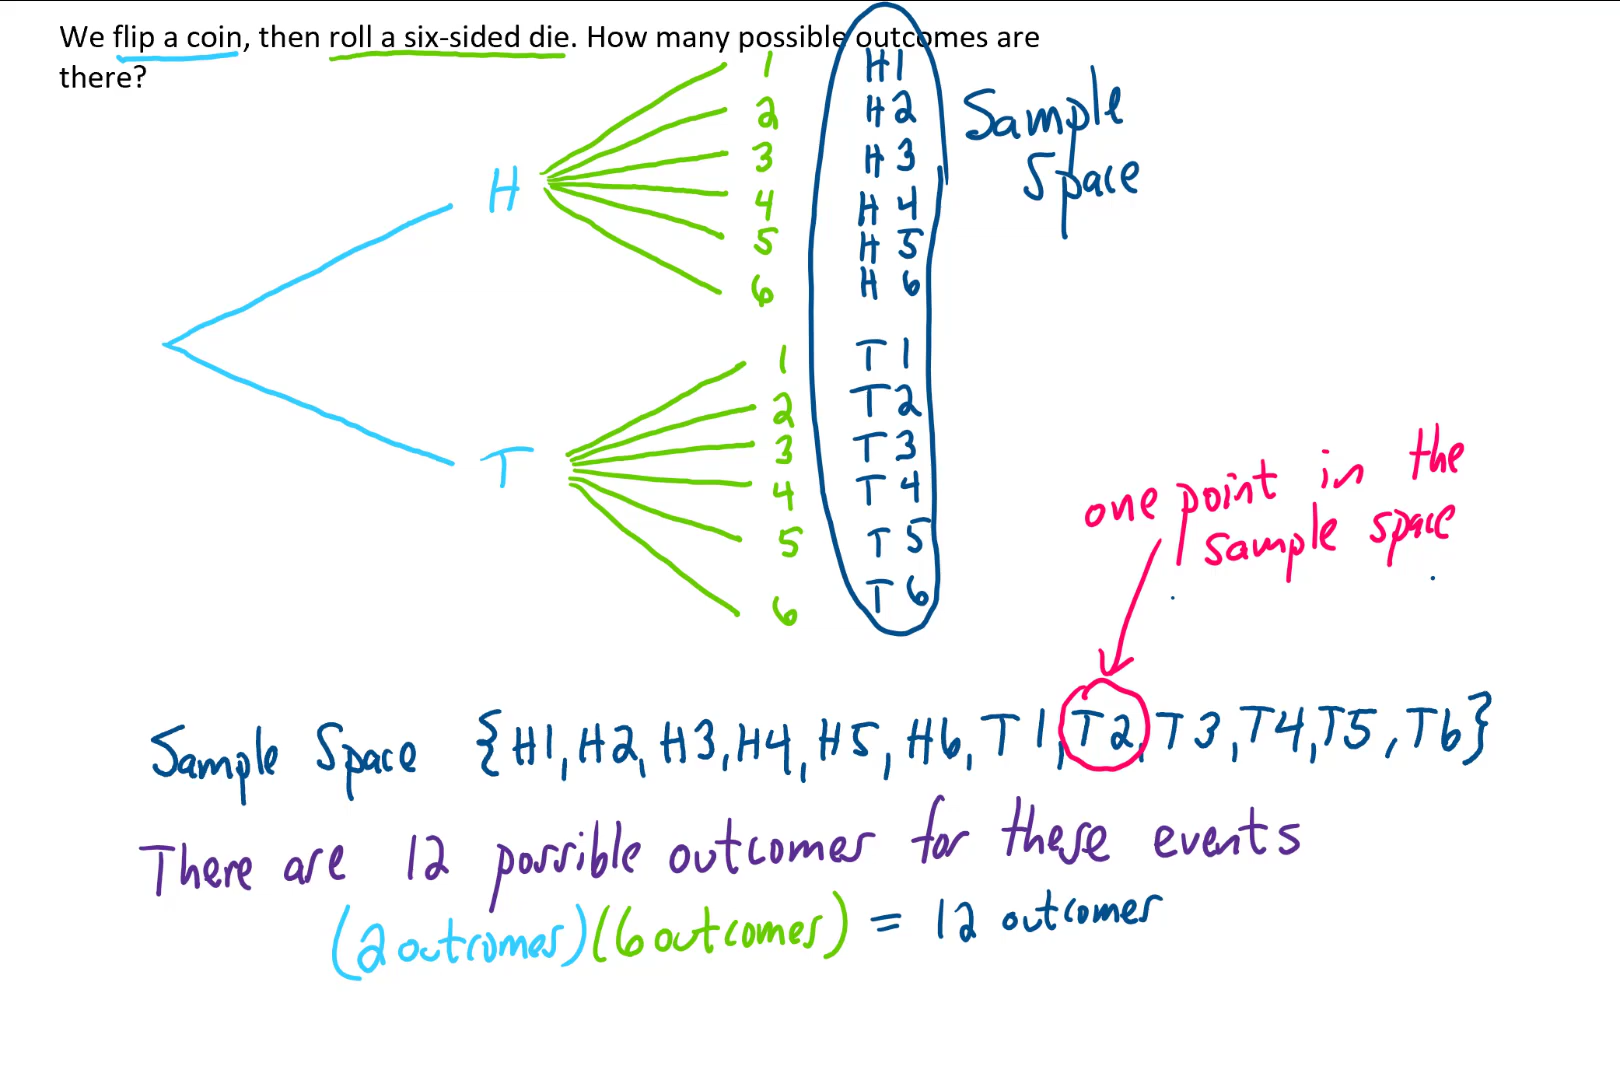 We flip a coin, then roll a six-sided die. How many possible outcomes are
there?
1 H1
2 H2
3 H3
4 H4
5 H5
6 H6
Sample
Space
H
1 T1
2 T2
3 T3
4 T4
5 T5
6 T6
T
one point in the
sample space
Sample Space {H1, H2, H3, H4, H5, H6, T1, T2, T3, T4, T5, T6}
There are 12 possible outcomes for these events
(2 outcomes)(6 outcomes) = 12 outcomes